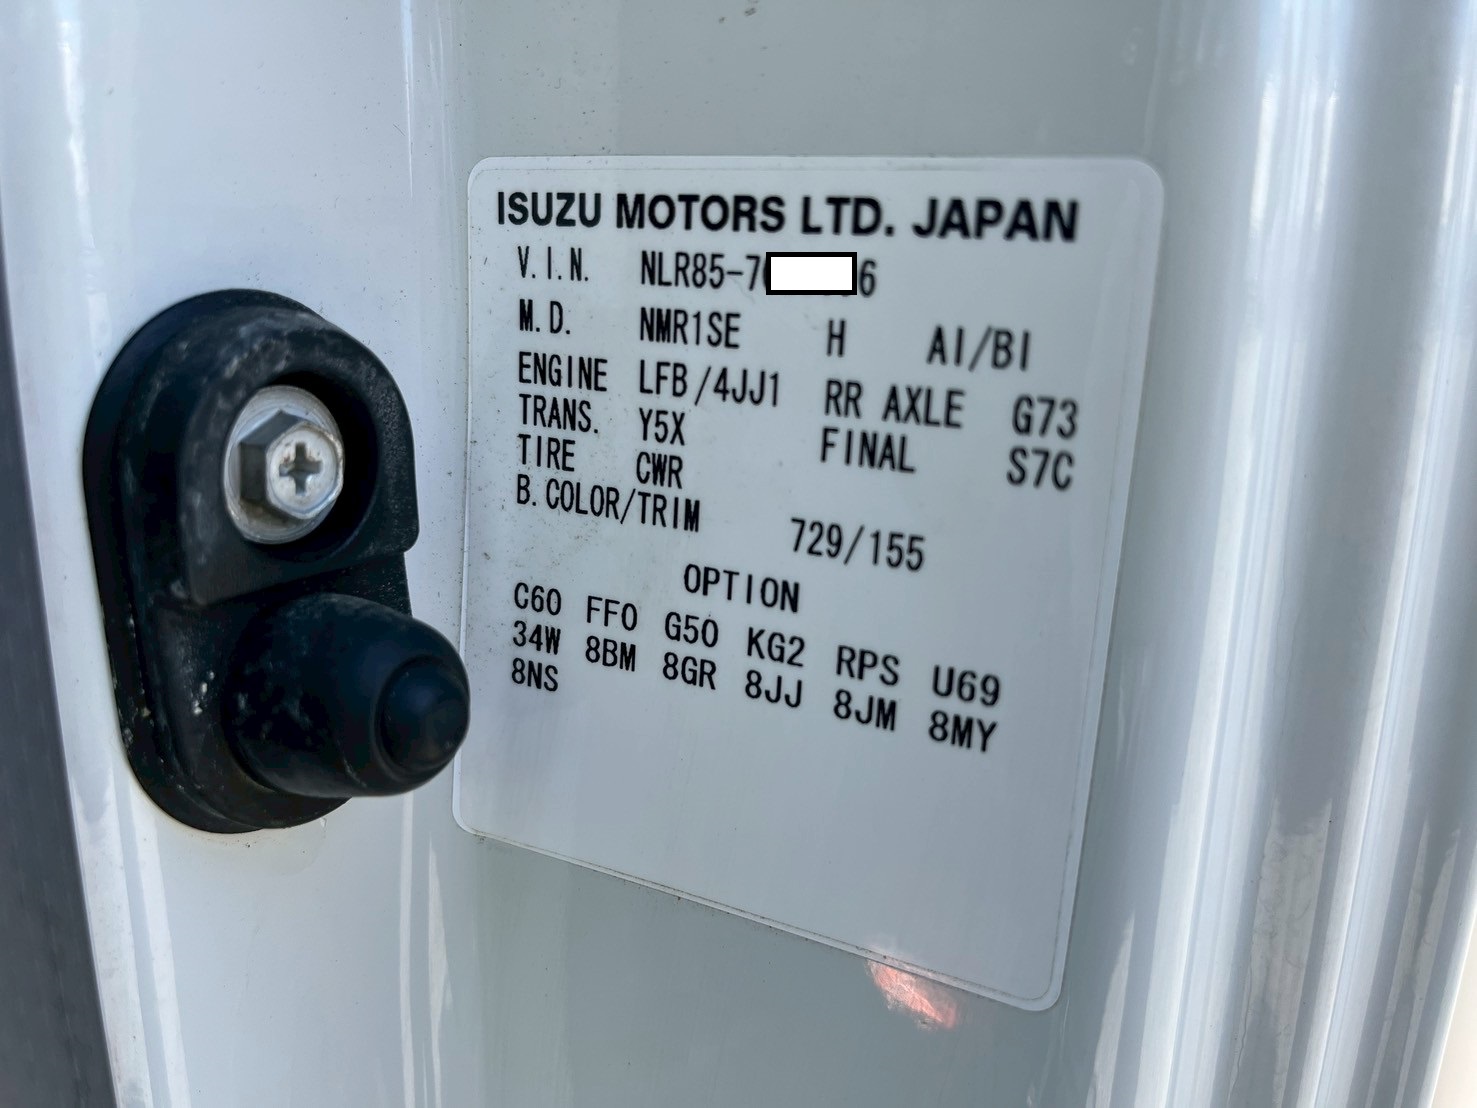 ISUZU MOTORS LTD. JAPAN
V.I.N. NLR85-7 6
M.D. NMR1SE H AI/BI
ENGINE LFB/4JJ1 RR AXLE G73
TRANS. Y5X FINAL S7C
TIRE CWR
B.COLOR/TRIM 729/155
OPTION
C60 FF0 G50 KG2 RPS U69
34W 8BM 8GR 8JJ 8JM 8MY
8NS